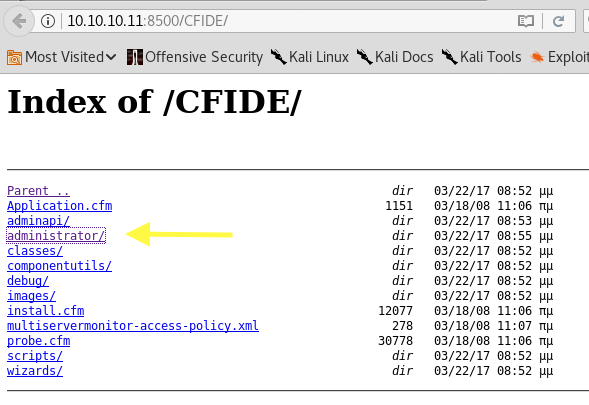 10.10.10.11:8500/CFIDE/
Most Visited Offensive Security Kali Linux Kali Docs Kali Tools Exploit
Index of /CFIDE/
Parent .. dir 03/22/17 08:52 μμ
Application.cfm 1151 03/18/08 11:06 πμ
adminapi/ dir 03/22/17 08:53 μμ
administrator/ dir 03/22/17 08:55 μμ
classes/ dir 03/22/17 08:52 μμ
componentutils/ dir 03/22/17 08:52 μμ
debug/ dir 03/22/17 08:52 μμ
images/ dir 03/22/17 08:52 μμ
install.cfm 12077 03/18/08 11:06 πμ
multiservermonitor-access-policy.xml 278 03/18/08 11:07 πμ
probe.cfm 30778 03/18/08 11:06 πμ
scripts/ dir 03/22/17 08:52 μμ
wizards/ dir 03/22/17 08:52 μμ